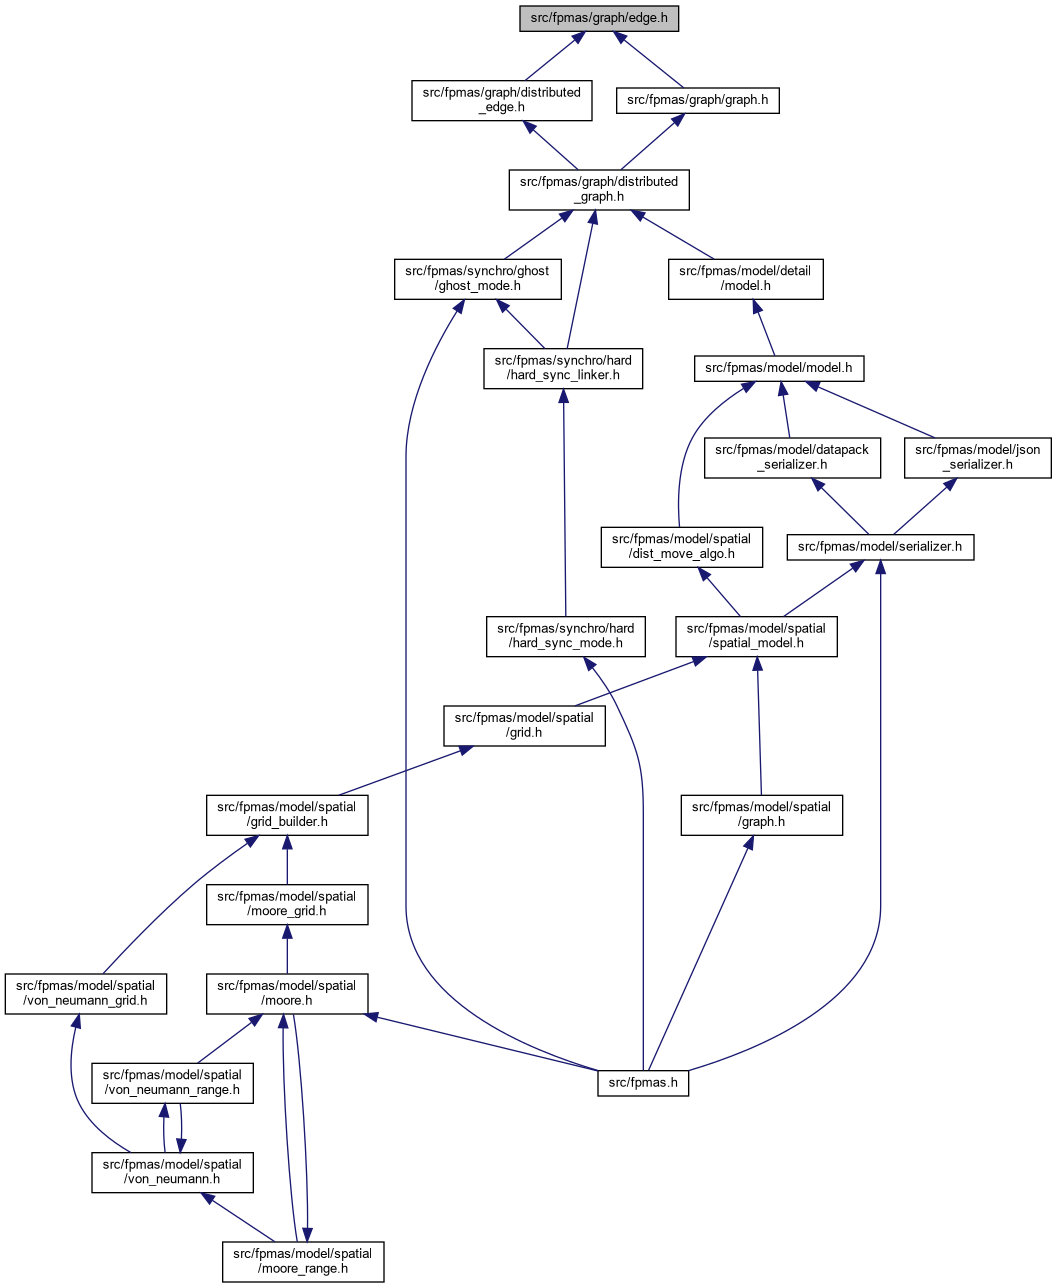 src/fpmas/graph/edge.h
src/fpmas/graph/distributed
_edge.h
src/fpmas/graph/graph.h
src/fpmas/graph/distributed
_graph.h
src/fpmas/synchro/ghost
/ghost_mode.h
src/fpmas/model/detail
/model.h
src/fpmas/synchro/hard
/hard_sync_linker.h
src/fpmas/model/model.h
src/fpmas/model/datapack
_serializer.h
src/fpmas/model/json
_serializer.h
src/fpmas/model/spatial
/dist_move_algo.h
src/fpmas/model/serializer.h
src/fpmas/synchro/hard
/hard_sync_mode.h
src/fpmas/model/spatial
/spatial_model.h
src/fpmas/model/spatial
/grid.h
src/fpmas/model/spatial
/grid_builder.h
src/fpmas/model/spatial
/graph.h
src/fpmas/model/spatial
/moore_grid.h
src/fpmas/model/spatial
/von_neumann_grid.h
src/fpmas/model/spatial
/moore.h
src/fpmas/model/spatial
/von_neumann_range.h
src/fpmas.h
src/fpmas/model/spatial
/von_neumann.h
src/fpmas/model/spatial
/moore_range.h